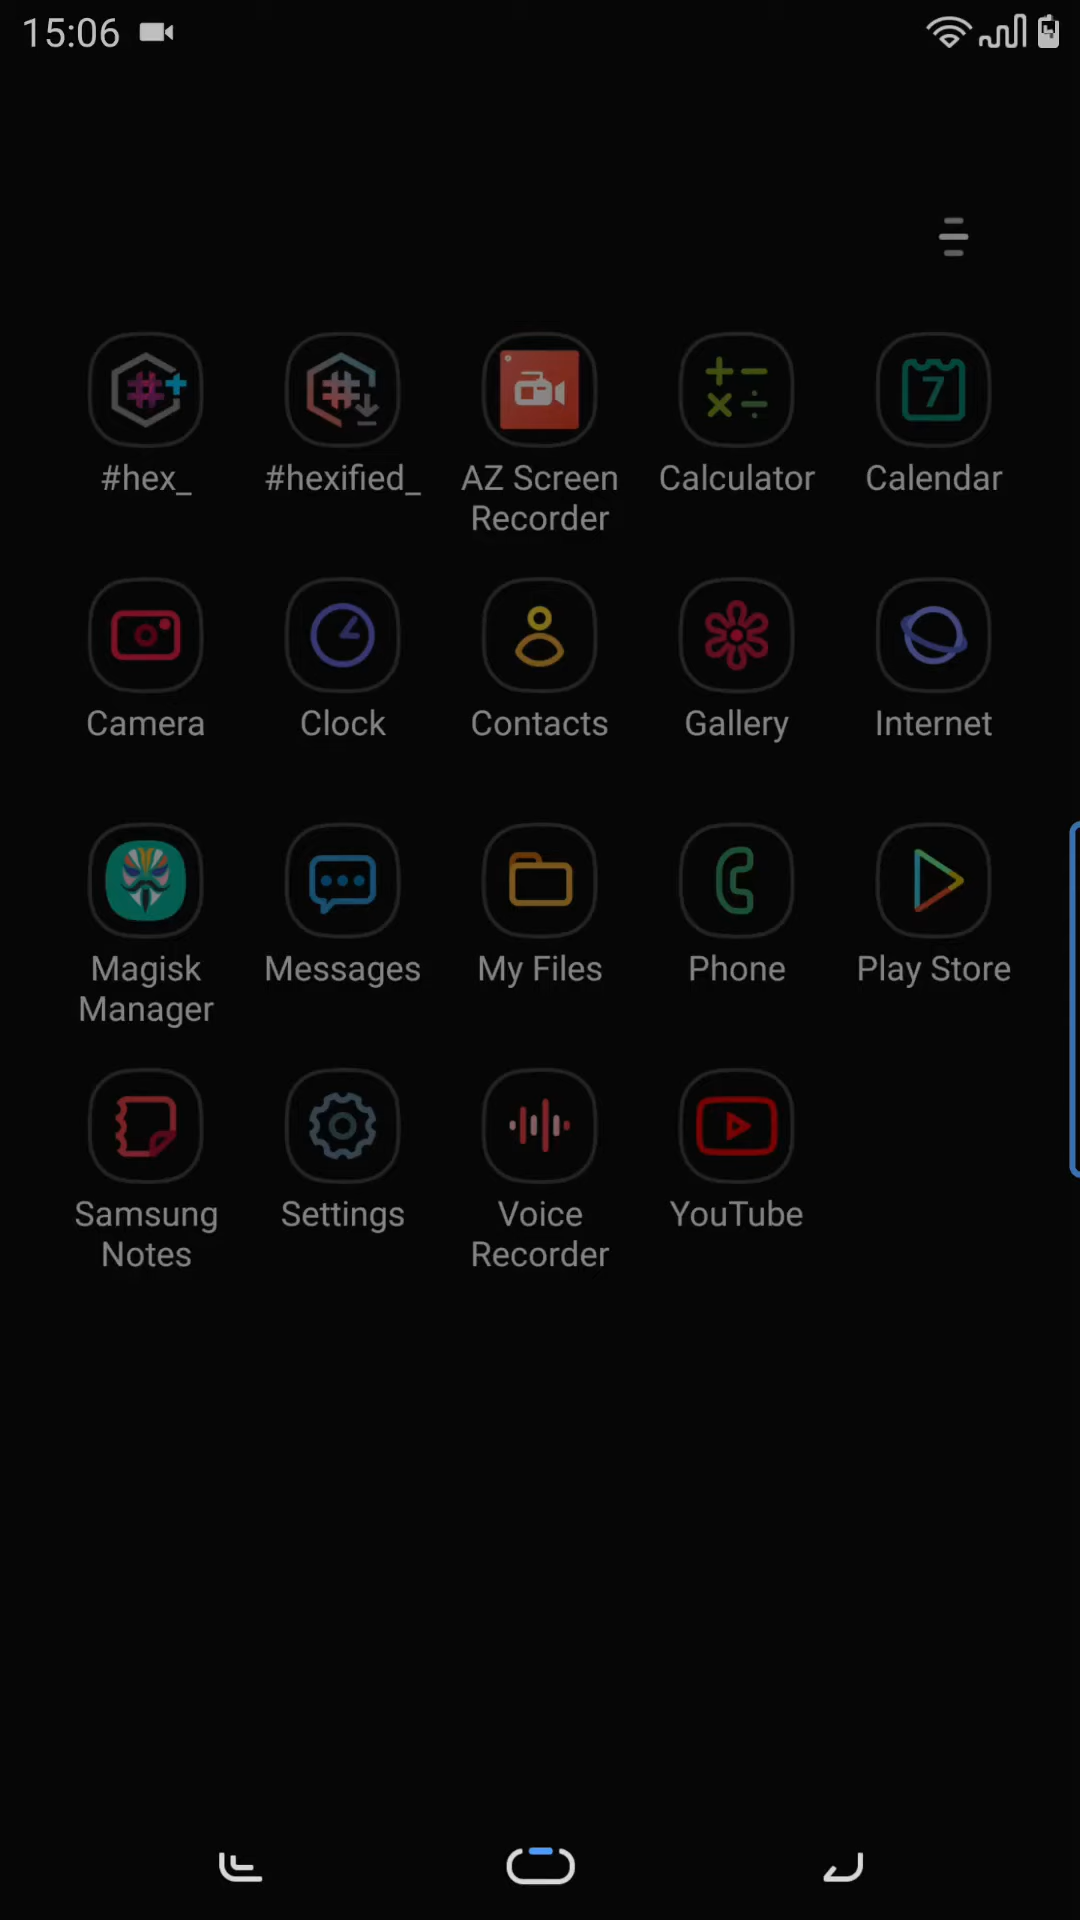 15:06
#hex_
#hexified_
AZ Screen
Recorder
Calculator
7
Calendar
Camera
Clock
Contacts
Gallery
Internet
Magisk
Manager
Messages
My Files
Phone
Play Store
Samsung
Notes
Settings
Voice
Recorder
YouTube